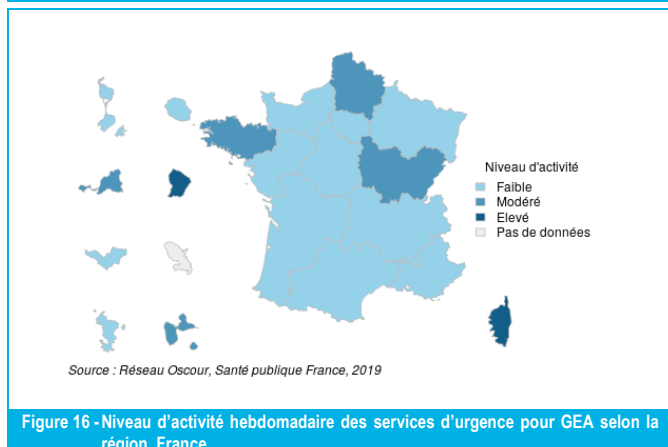 Niveau d'activité
Faible
Modéré
Elevé
Pas de données
Source : Réseau Oscour, Santé publique France, 2019
Figure 16 - Niveau d’activité hebdomadaire des services d’urgence pour GEA selon la
région, France